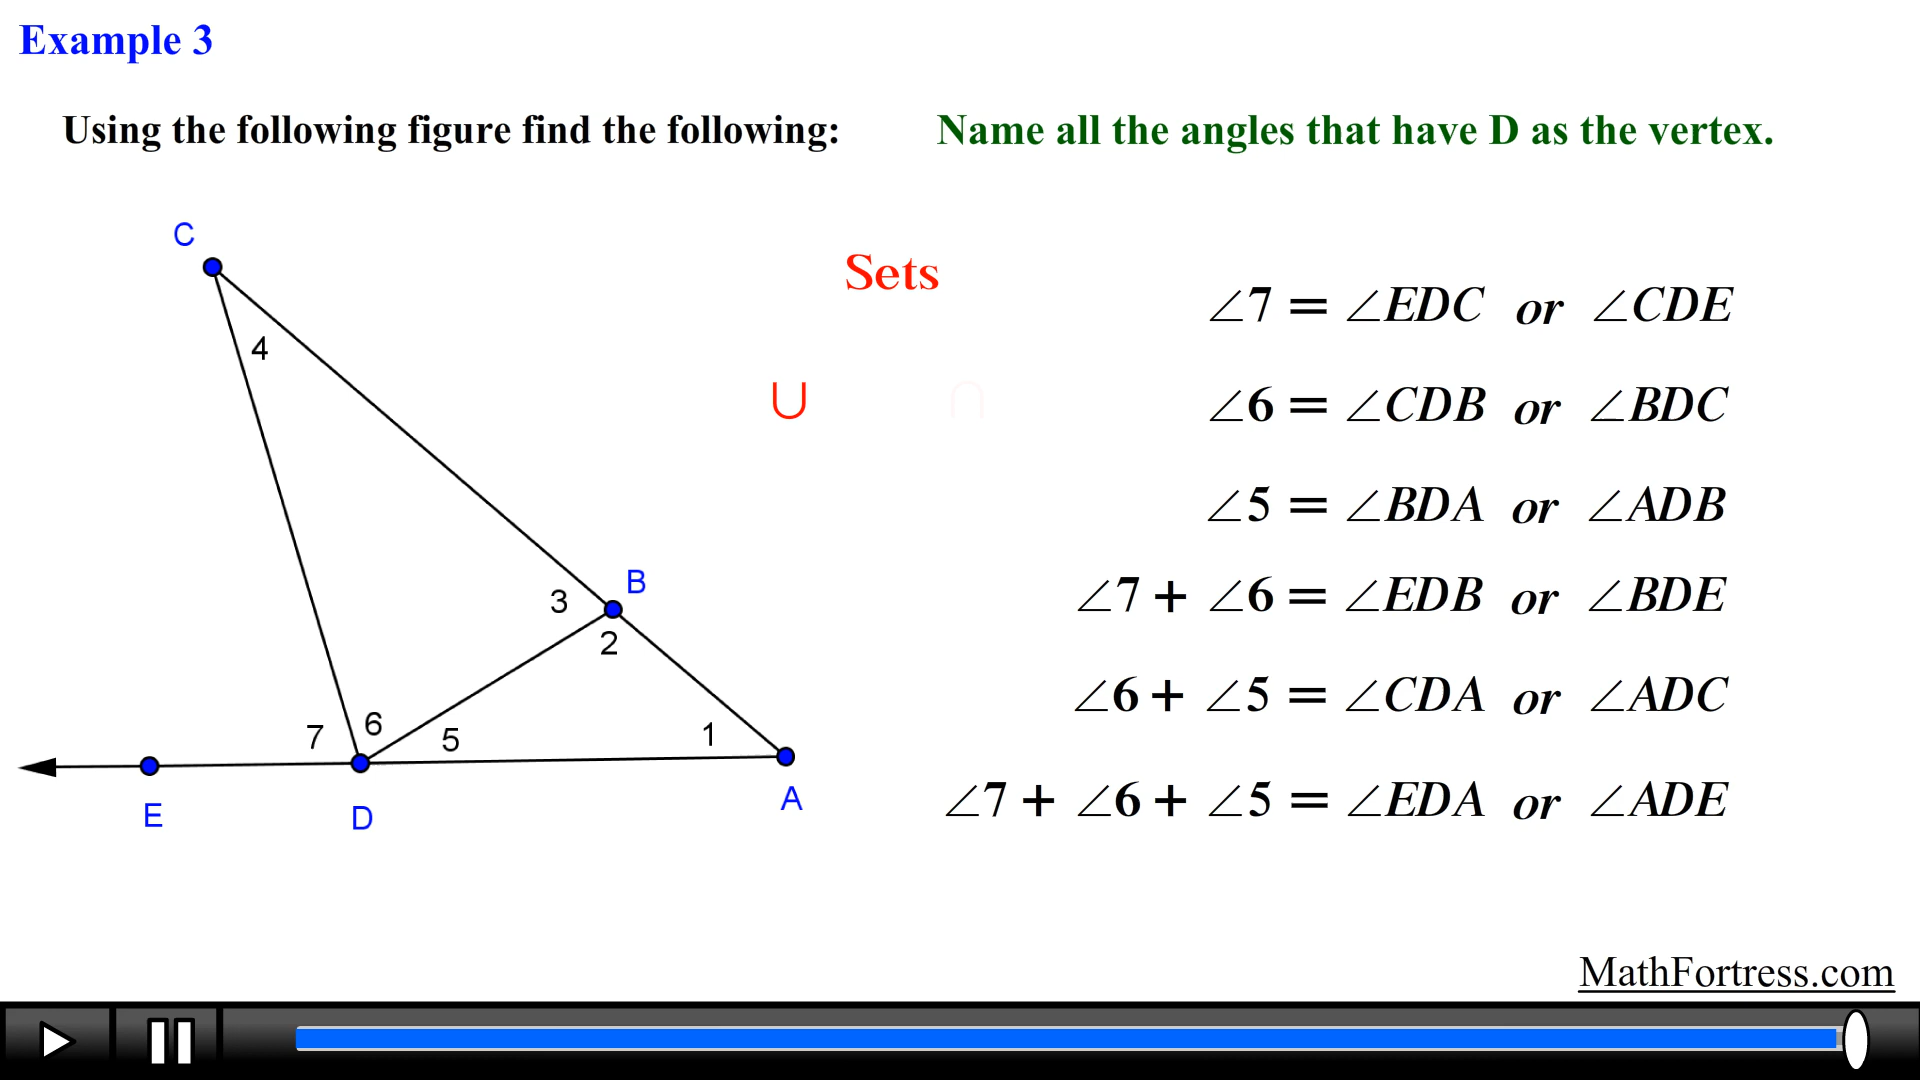 Example 3
Using the following figure find the following:
Name all the angles that have D as the vertex.
C
4
B
3
2
7
6
5
1
E
D
A
Sets
∪ ∩
∠7 = ∠EDC or ∠CDE
∠6 = ∠CDB or ∠BDC
∠5 = ∠BDA or ∠ADB
∠7 + ∠6 = ∠EDB or ∠BDE
∠6 + ∠5 = ∠CDA or ∠ADC
∠7 + ∠6 + ∠5 = ∠EDA or ∠ADE
MathFortress.com